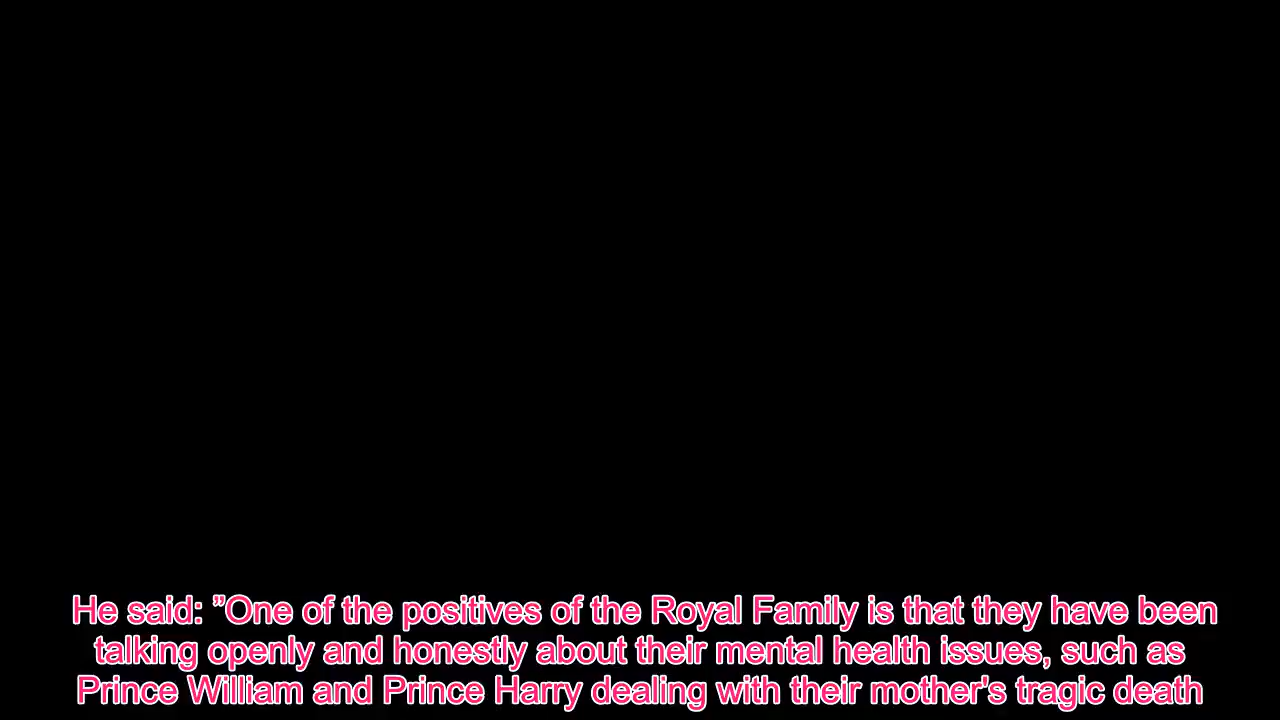 He said: ”One of the positives of the Royal Family is that they have been
talking openly and honestly about their mental health issues, such as
Prince William and Prince Harry dealing with their mother's tragic death